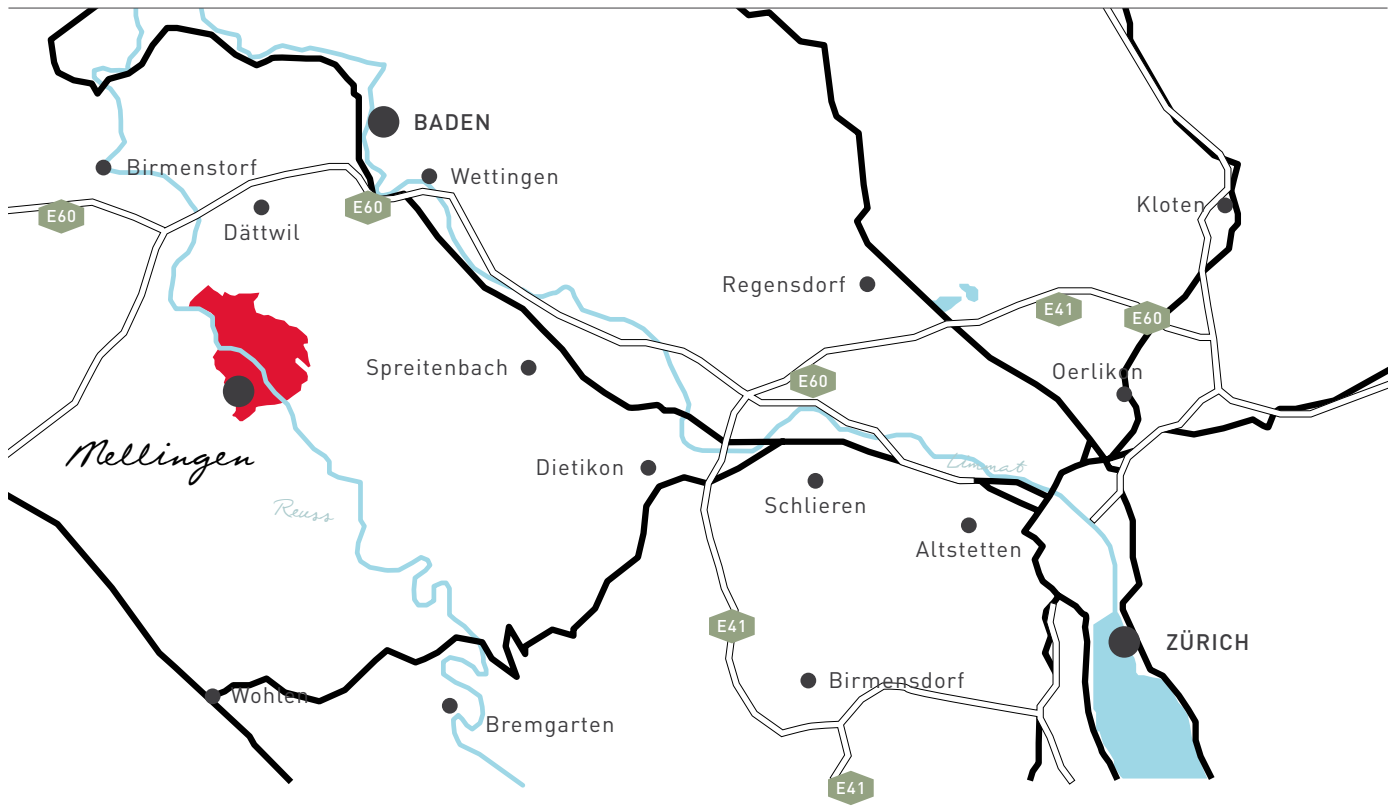 BADEN
Birmenstorf
Wettingen
E60
E60
Dättwil
Kloten
Regensdorf
E41
E60
Spreitenbach
E60
Oerlikon
Mellingen
Dietikon
Limmat
Schlieren
Reuss
Altstetten
E41
ZÜRICH
Birmensdorf
Wohlen
Bremgarten
E41